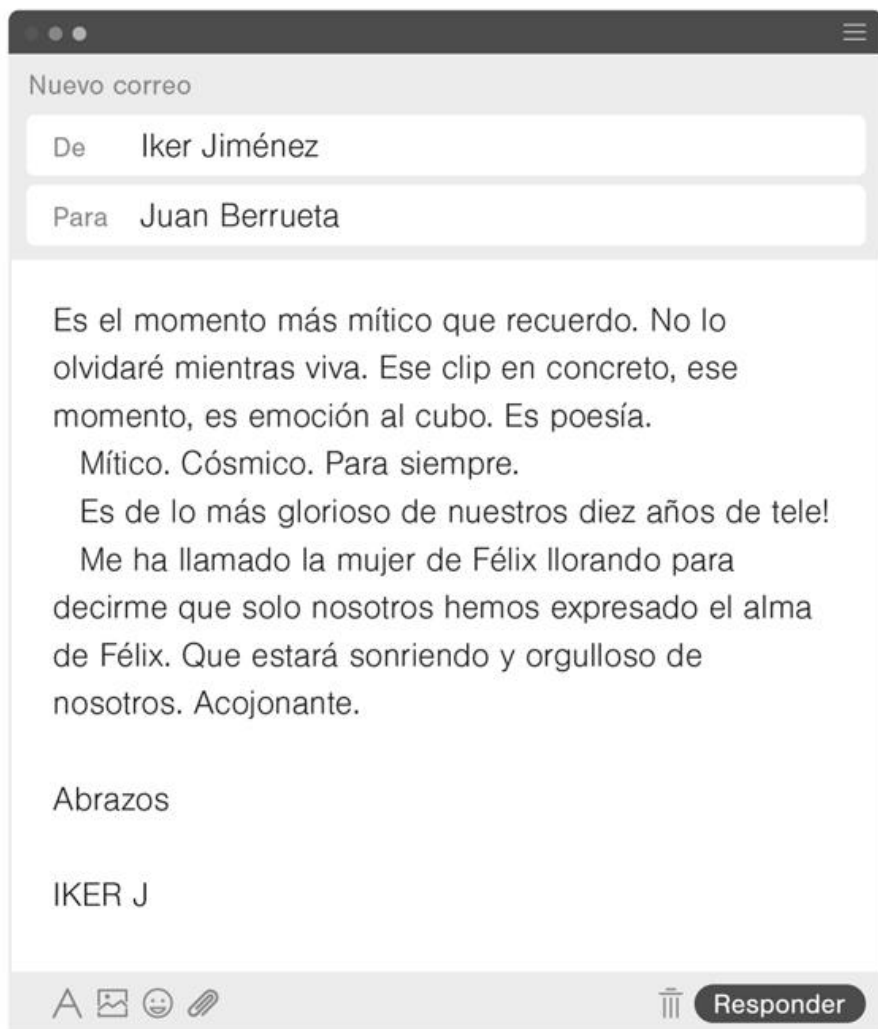 Nuevo correo
De Iker Jiménez
Para Juan Berrueta
Es el momento más mítico que recuerdo. No lo
olvidaré mientras viva. Ese clip en concreto, ese
momento, es emoción al cubo. Es poesía.
Mítico. Cósmico. Para siempre.
Es de lo más glorioso de nuestros diez años de tele!
Me ha llamado la mujer de Félix llorando para
decirme que solo nosotros hemos expresado el alma
de Félix. Que estará sonriendo y orgulloso de
nosotros. Acojonante.
Abrazos
IKER J
A Responder